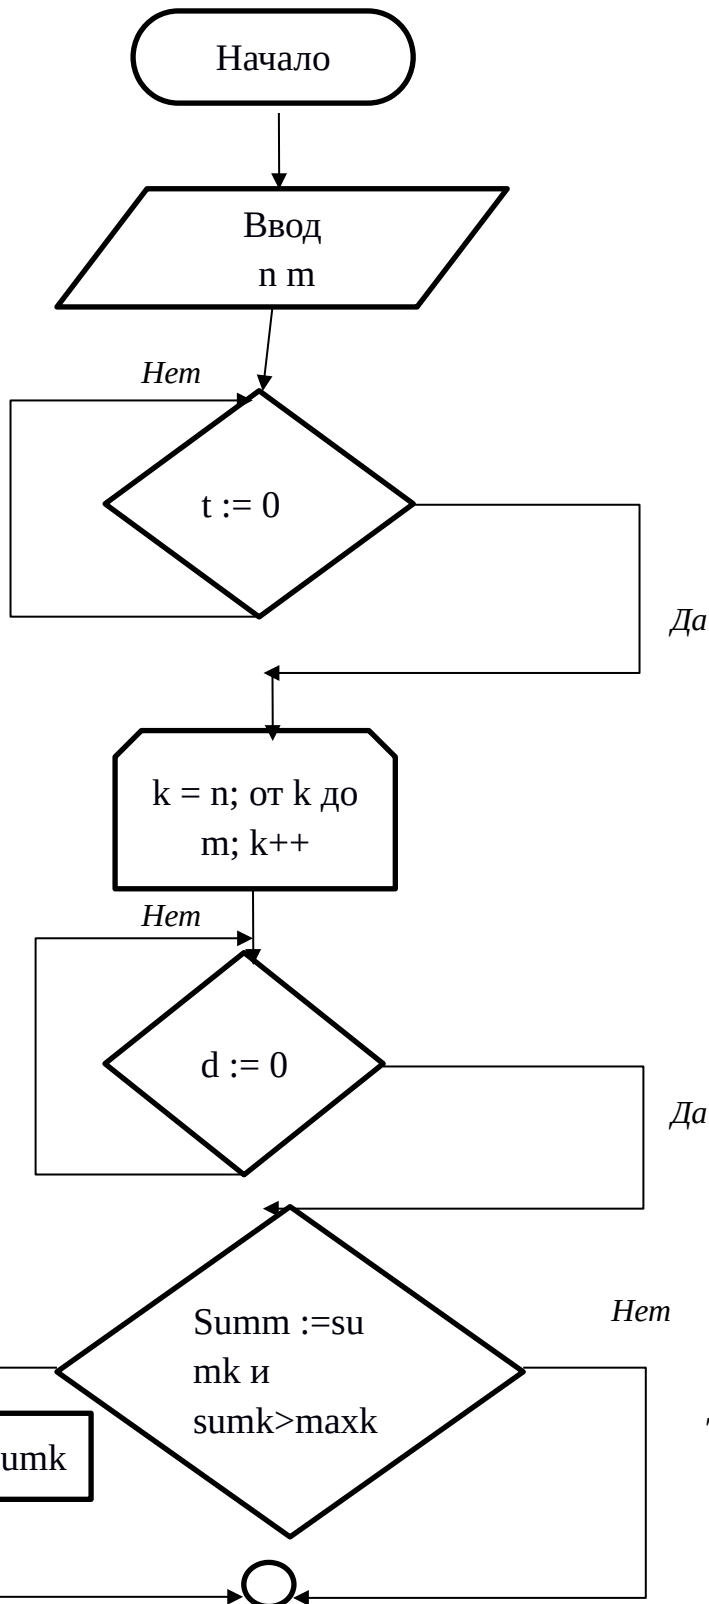 Начало
Ввод
n m
Нет
t := 0
Да
k = n; от k до
m; k++
Нет
d := 0
Да
Нет
Summ :=su
mk и
sumk>maxk
umk